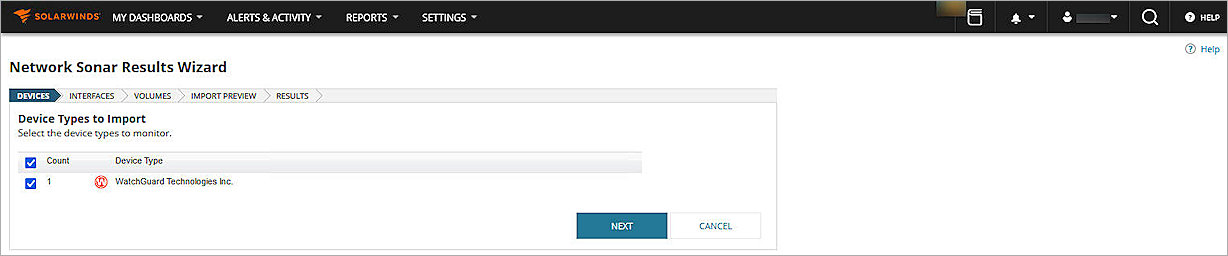 SOLARWINDS MY DASHBOARDS ALERTS & ACTIVITY REPORTS SETTINGS HELP
Help
Network Sonar Results Wizard
DEVICES INTERFACES VOLUMES IMPORT PREVIEW RESULTS
Device Types to Import
Select the device types to monitor.
Count Device Type
1 WatchGuard Technologies Inc.
NEXT CANCEL